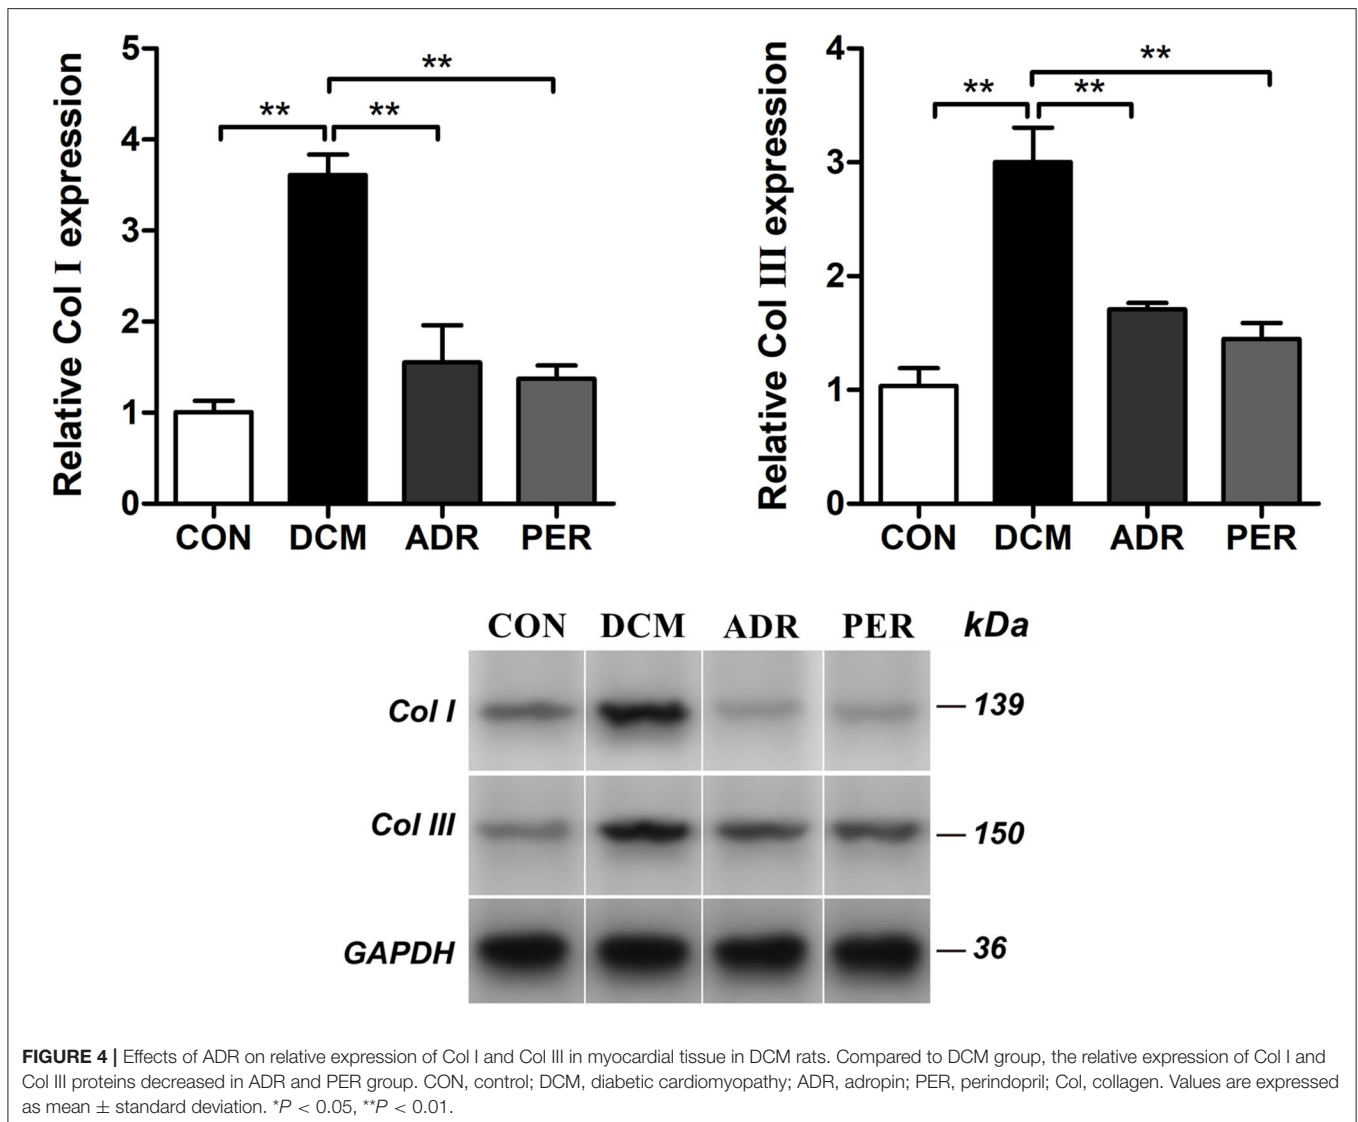 Relative Col I expression
5
4
3
2
1
0
**
**
**
CON DCM ADR PER
Relative Col III expression
4
3
2
1
0
**
**
**
CON DCM ADR PER
CON DCM ADR PER kDa
Col I — 139
Col III — 150
GAPDH — 36
FIGURE 4 | Effects of ADR on relative expression of Col I and Col III in myocardial tissue in DCM rats. Compared to DCM group, the relative expression of Col I and
Col III proteins decreased in ADR and PER group. CON, control; DCM, diabetic cardiomyopathy; ADR, adropin; PER, perindopril; Col, collagen. Values are expressed
as mean ± standard deviation. *P < 0.05, **P < 0.01.